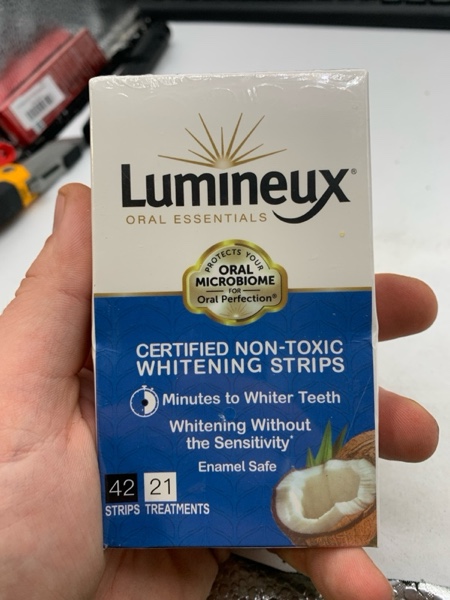 Lumineux®
ORAL ESSENTIALS
PROTECTS YOUR
ORAL
MICROBIOME
FOR
Oral Perfection®
CERTIFIED NON-TOXIC
WHITENING STRIPS
Minutes to Whiter Teeth
Whitening Without
the Sensitivity*
Enamel Safe
42 21
STRIPS TREATMENTS